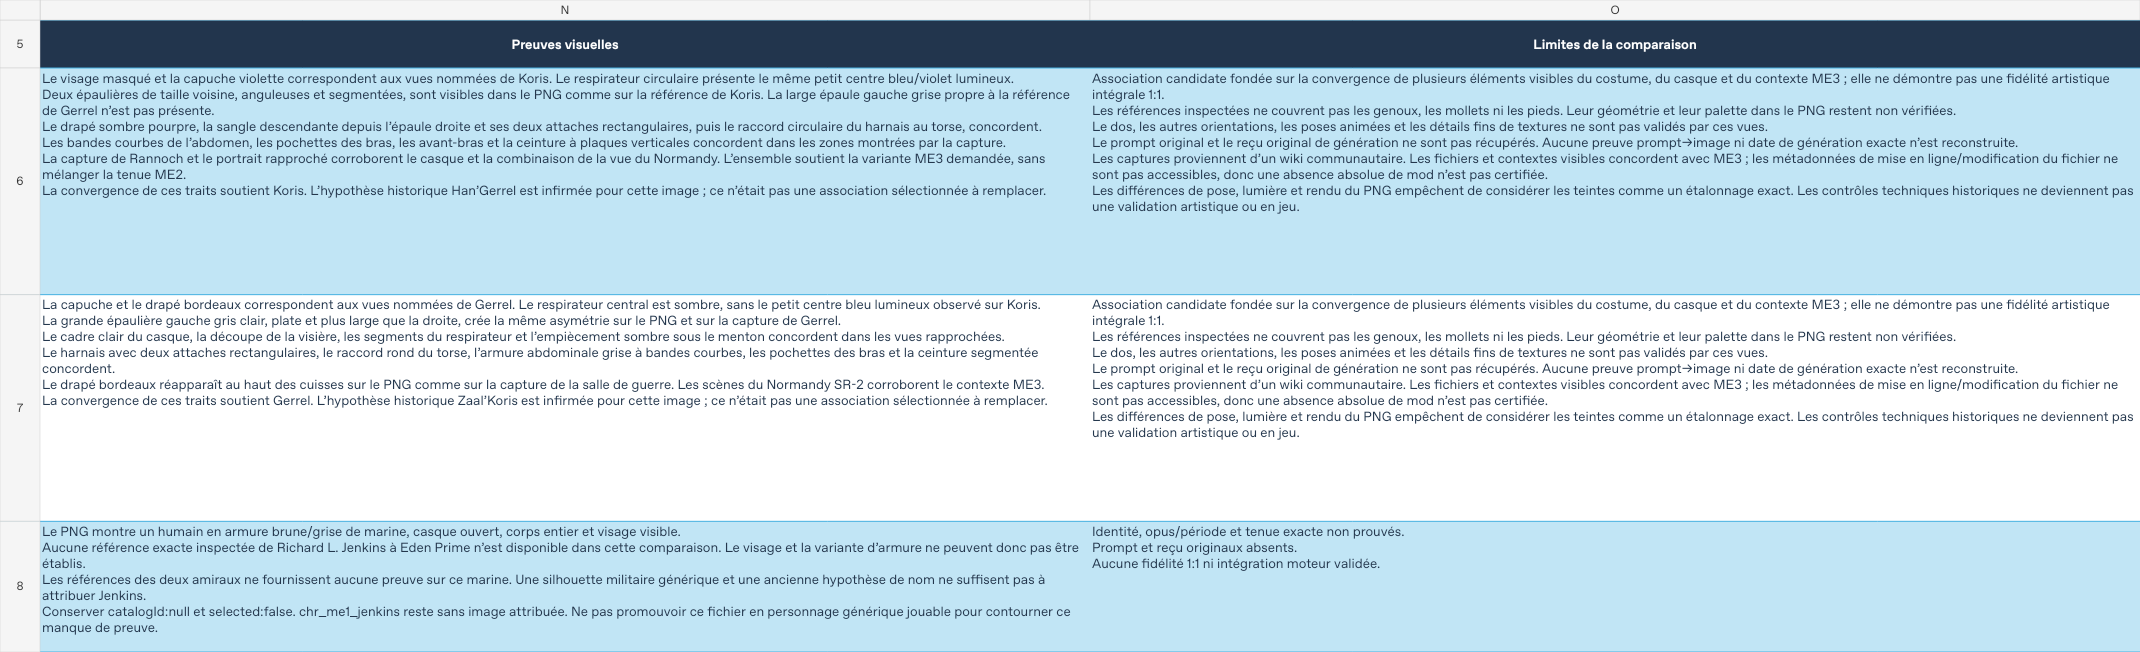 N
O
5
Preuves visuelles
Limites de la comparaison
6
Le visage masqué et la capuche violette correspondent aux vues nommées de Koris. Le respirateur circulaire présente le même petit centre bleu/violet lumineux.
Deux épaulières de taille voisine, anguleuses et segmentées, sont visibles dans le PNG comme sur la référence de Koris. La large épaule gauche grise propre à la référence
de Gerrel n’est pas présente.
Le drapé sombre pourpre, la sangle descendante depuis l’épaule droite et ses deux attaches rectangulaires, puis le raccord circulaire du harnais au torse, concordent.
Les bandes courbes de l’abdomen, les pochettes des bras, les avant-bras et la ceinture à plaques verticales concordent dans les zones montrées par la capture.
La capture de Rannoch et le portrait rapproché corroborent le casque et la combinaison de la vue du Normandy. L’ensemble soutient la variante ME3 demandée, sans
mélanger la tenue ME2.
La convergence de ces traits soutient Koris. L’hypothèse historique Han’Gerrel est infirmée pour cette image ; ce n’était pas une association sélectionnée à remplacer.
Association candidate fondée sur la convergence de plusieurs éléments visibles du costume, du casque et du contexte ME3 ; elle ne démontre pas une fidélité artistique
intégrale 1:1.
Les références inspectées ne couvrent pas les genoux, les mollets ni les pieds. Leur géométrie et leur palette dans le PNG restent non vérifiées.
Le dos, les autres orientations, les poses animées et les détails fins de textures ne sont pas validés par ces vues.
Le prompt original et le reçu original de génération ne sont pas récupérés. Aucune preuve prompt→image ni date de génération exacte n’est reconstruite.
Les captures proviennent d’un wiki communautaire. Les fichiers et contextes visibles concordent avec ME3 ; les métadonnées de mise en ligne/modification du fichier ne
sont pas accessibles, donc une absence absolue de mod n’est pas certifiée.
Les différences de pose, lumière et rendu du PNG empêchent de considérer les teintes comme un étalonnage exact. Les contrôles techniques historiques ne deviennent pas
une validation artistique ou en jeu.
7
La capuche et le drapé bordeaux correspondent aux vues nommées de Gerrel. Le respirateur central est sombre, sans le petit centre bleu lumineux observé sur Koris.
La grande épaulière gauche gris clair, plate et plus large que la droite, crée la même asymétrie sur le PNG et sur la capture de Gerrel.
Le cadre clair du casque, la découpe de la visière, les segments du respirateur et l’empiècement sombre sous le menton concordent dans les vues rapprochées.
Le harnais avec deux attaches rectangulaires, le raccord rond du torse, l’armure abdominale grise à bandes courbes, les pochettes des bras et la ceinture segmentée
concordent.
Le drapé bordeaux réapparaît au haut des cuisses sur le PNG comme sur la capture de la salle de guerre. Les scènes du Normandy SR-2 corroborent le contexte ME3.
La convergence de ces traits soutient Gerrel. L’hypothèse historique Zaal’Koris est infirmée pour cette image ; ce n’était pas une association sélectionnée à remplacer.
Association candidate fondée sur la convergence de plusieurs éléments visibles du costume, du casque et du contexte ME3 ; elle ne démontre pas une fidélité artistique
intégrale 1:1.
Les références inspectées ne couvrent pas les genoux, les mollets ni les pieds. Leur géométrie et leur palette dans le PNG restent non vérifiées.
Le dos, les autres orientations, les poses animées et les détails fins de textures ne sont pas validés par ces vues.
Le prompt original et le reçu original de génération ne sont pas récupérés. Aucune preuve prompt→image ni date de génération exacte n’est reconstruite.
Les captures proviennent d’un wiki communautaire. Les fichiers et contextes visibles concordent avec ME3 ; les métadonnées de mise en ligne/modification du fichier ne
sont pas accessibles, donc une absence absolue de mod n’est pas certifiée.
Les différences de pose, lumière et rendu du PNG empêchent de considérer les teintes comme un étalonnage exact. Les contrôles techniques historiques ne deviennent pas
une validation artistique ou en jeu.
8
Le PNG montre un humain en armure brune/grise de marine, casque ouvert, corps entier et visage visible.
Aucune référence exacte inspectée de Richard L. Jenkins à Eden Prime n’est disponible dans cette comparaison. Le visage et la variante d’armure ne peuvent donc pas être
établis.
Les références des deux amiraux ne fournissent aucune preuve sur ce marine. Une silhouette militaire générique et une ancienne hypothèse de nom ne suffisent pas à
attribuer Jenkins.
Conserver catalogId:null et selected:false. chr_me1_jenkins reste sans image attribuée. Ne pas promouvoir ce fichier en personnage générique jouable pour contourner ce
manque de preuve.
Identité, opus/période et tenue exacte non prouvés.
Prompt et reçu originaux absents.
Aucune fidélité 1:1 ni intégration moteur validée.